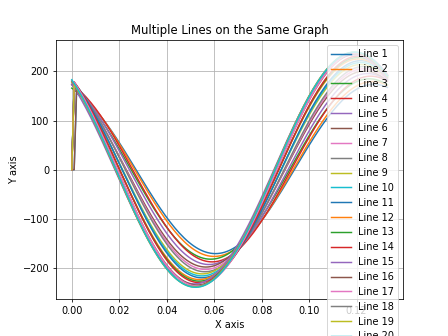 Multiple Lines on the Same Graph
Y axis
200
100
0
−100
−200
0.00
0.02
0.04
0.06
0.08
0.10
X axis
Line 1
Line 2
Line 3
Line 4
Line 5
Line 6
Line 7
Line 8
Line 9
Line 10
Line 11
Line 12
Line 13
Line 14
Line 15
Line 16
Line 17
Line 18
Line 19
Line 20